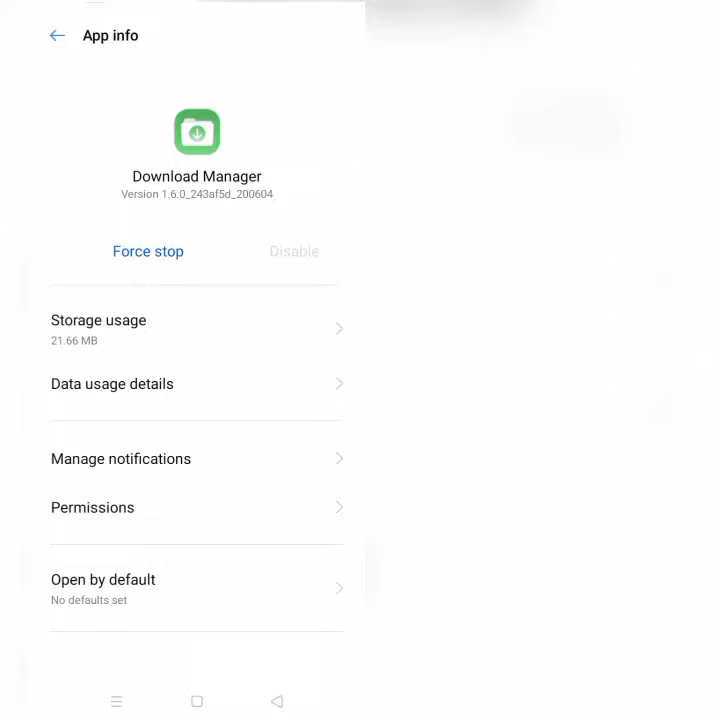 App info
Download Manager
Version 1.6.0_243af5d_200604
Force stop
Disable
Storage usage
21.66 MB
Data usage details
Manage notifications
Permissions
Open by default
No defaults set